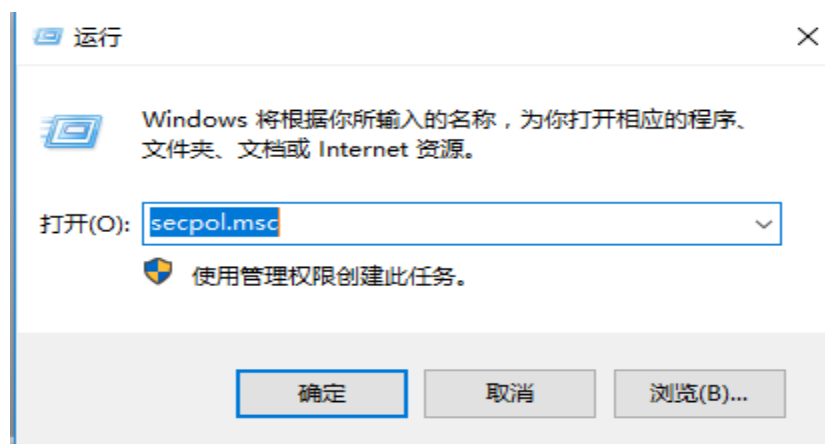 运行
Windows 将根据你所输入的名称，为你打开相应的程序、
文件夹、文档或 Internet 资源。
打开(O): secpol.msc
使用管理权限创建此任务。
确定 取消 浏览(B)...